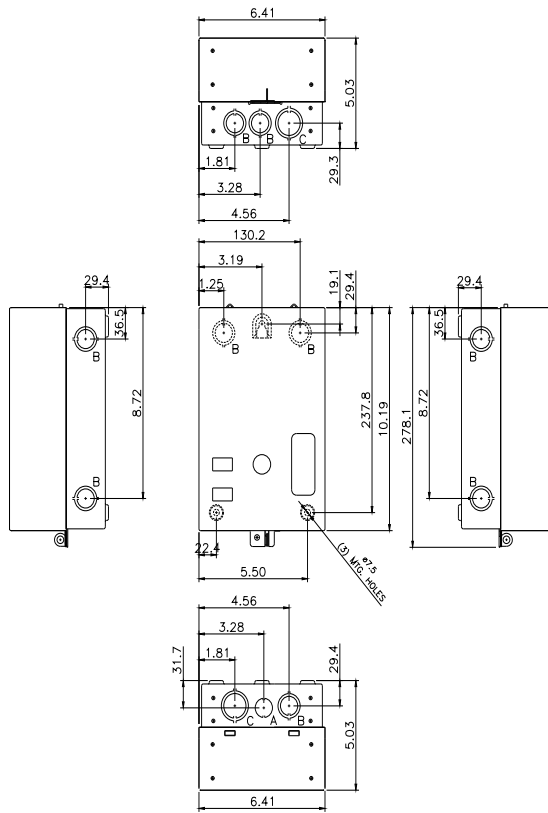 6.41
5.03
B
B
C
29.3
1.81
3.28
4.56
130.2
3.19
1.25
19.1
29.4
B
B
237.8
10.19
22.4
5.50
ø7.5
(3) MTG. HOLES
29.4
36.5
B
8.72
B
29.4
36.5
B
8.72
278.1
B
4.56
3.28
1.81
31.7
29.4
C
A
B
5.03
6.41